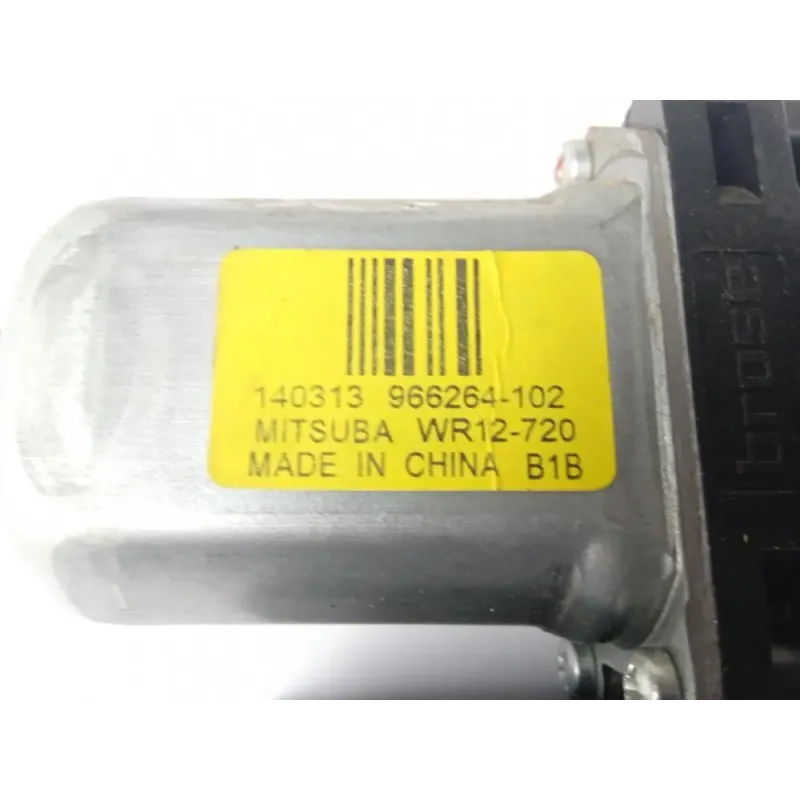 140313 966264-102
MITSUBA WR12-720
MADE IN CHINA B1B
brose